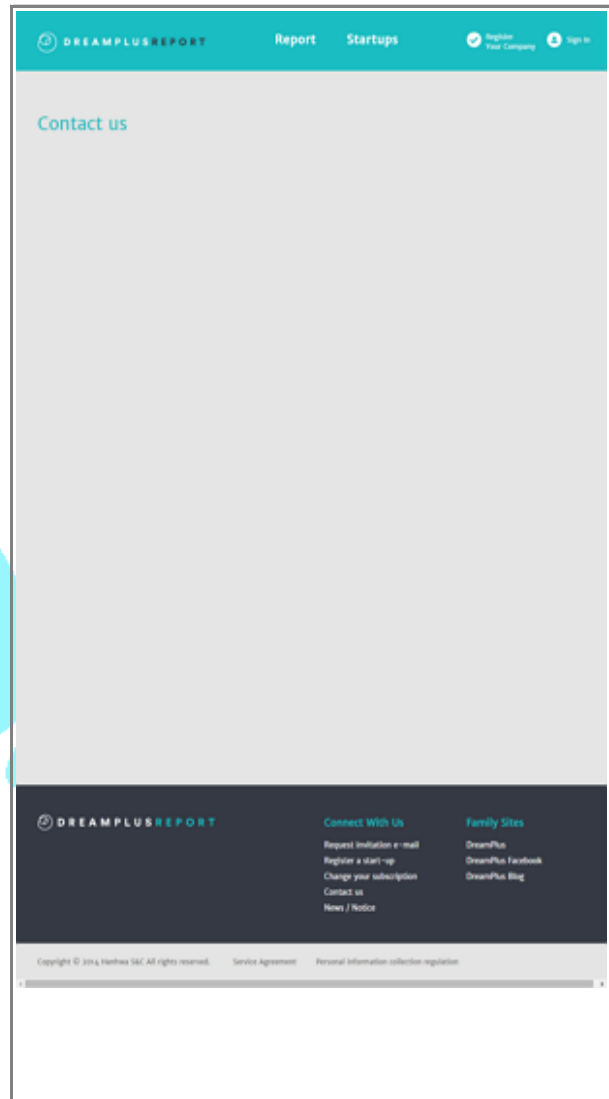 DREAMPLUSREPORT
Report
Startups
Register
Your Company
Sign In
Contact us
DREAMPLUSREPORT
Connect With Us
Request invitation e-mail
Register a start-up
Change your subscription
Contact us
News / Notice
Family Sites
DreamPlus
DreamPlus Facebook
DreamPlus Blog
Copyright © 2014 Hanhwa S&C All rights reserved.
Service Agreement
Personal information collection regulation